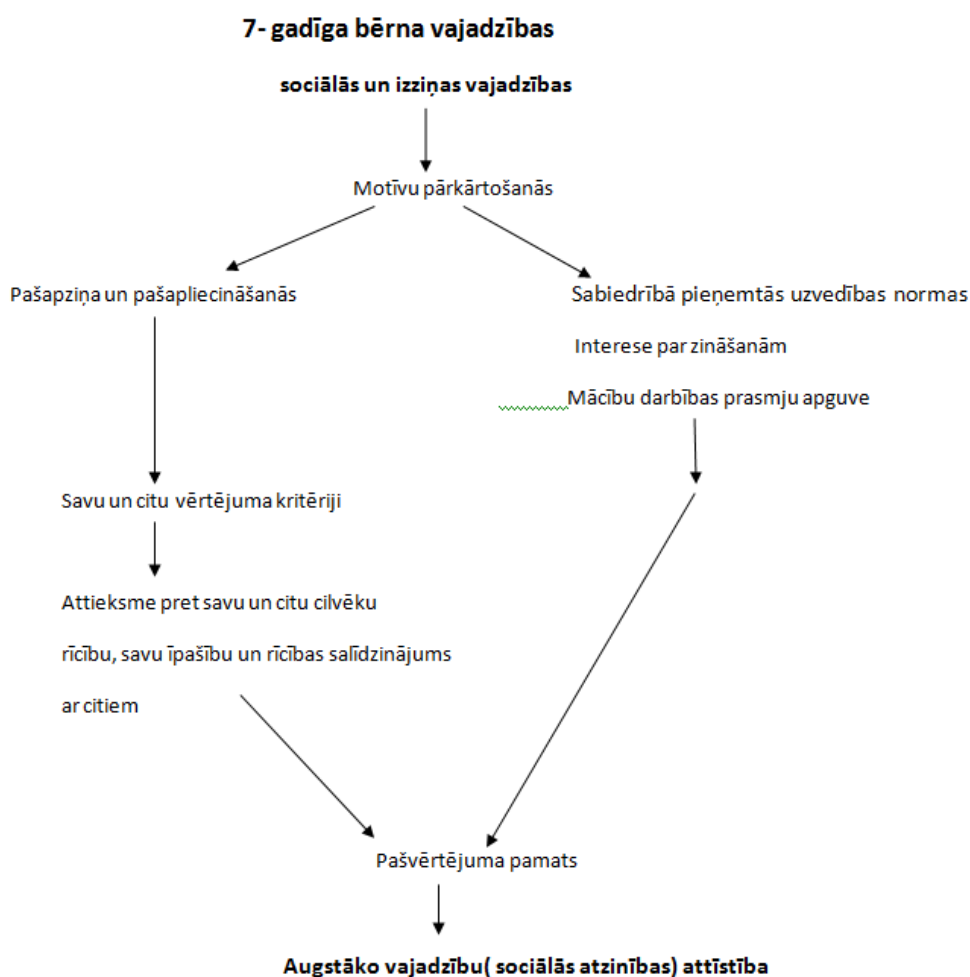 7- gadīga bērna vajadzības
sociālās un izziņas vajadzības
Motīvu pārkārtošanās
Pašapziņa un pašapliecināšanās
Sabiedrībā pieņemtās uzvedības normas
Interese par zināšanām
Mācību darbības prasmju apguve
Savu un citu vērtējuma kritēriji
Attieksme pret savu un citu cilvēku
rīcību, savu īpašību un rīcības salīdzinājums
ar citiem
Pašvērtējuma pamats
Augstāko vajadzību( sociālās atzinības) attīstība